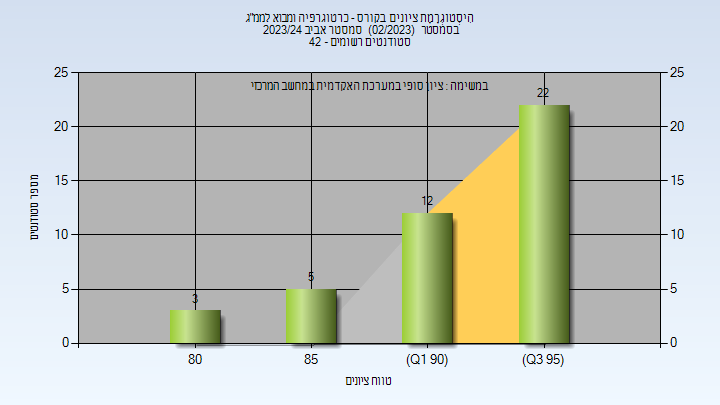 היסטוגרמת ציונים בקורס - כרטוגרפיה ומבוא לממ"ג
בסמסטר (02/2023) סמסטר אביב 2023/24
סטודנטים רשומים - 42
במשימה : ציון סופי במערכת האקדמית במחשב המרכזי
25 25
20 20
15 15
10 10
5 5
0 0
3
5
12
22
מספר סטודנטים
80 85 (Q1 90) (Q3 95)
טווח ציונים